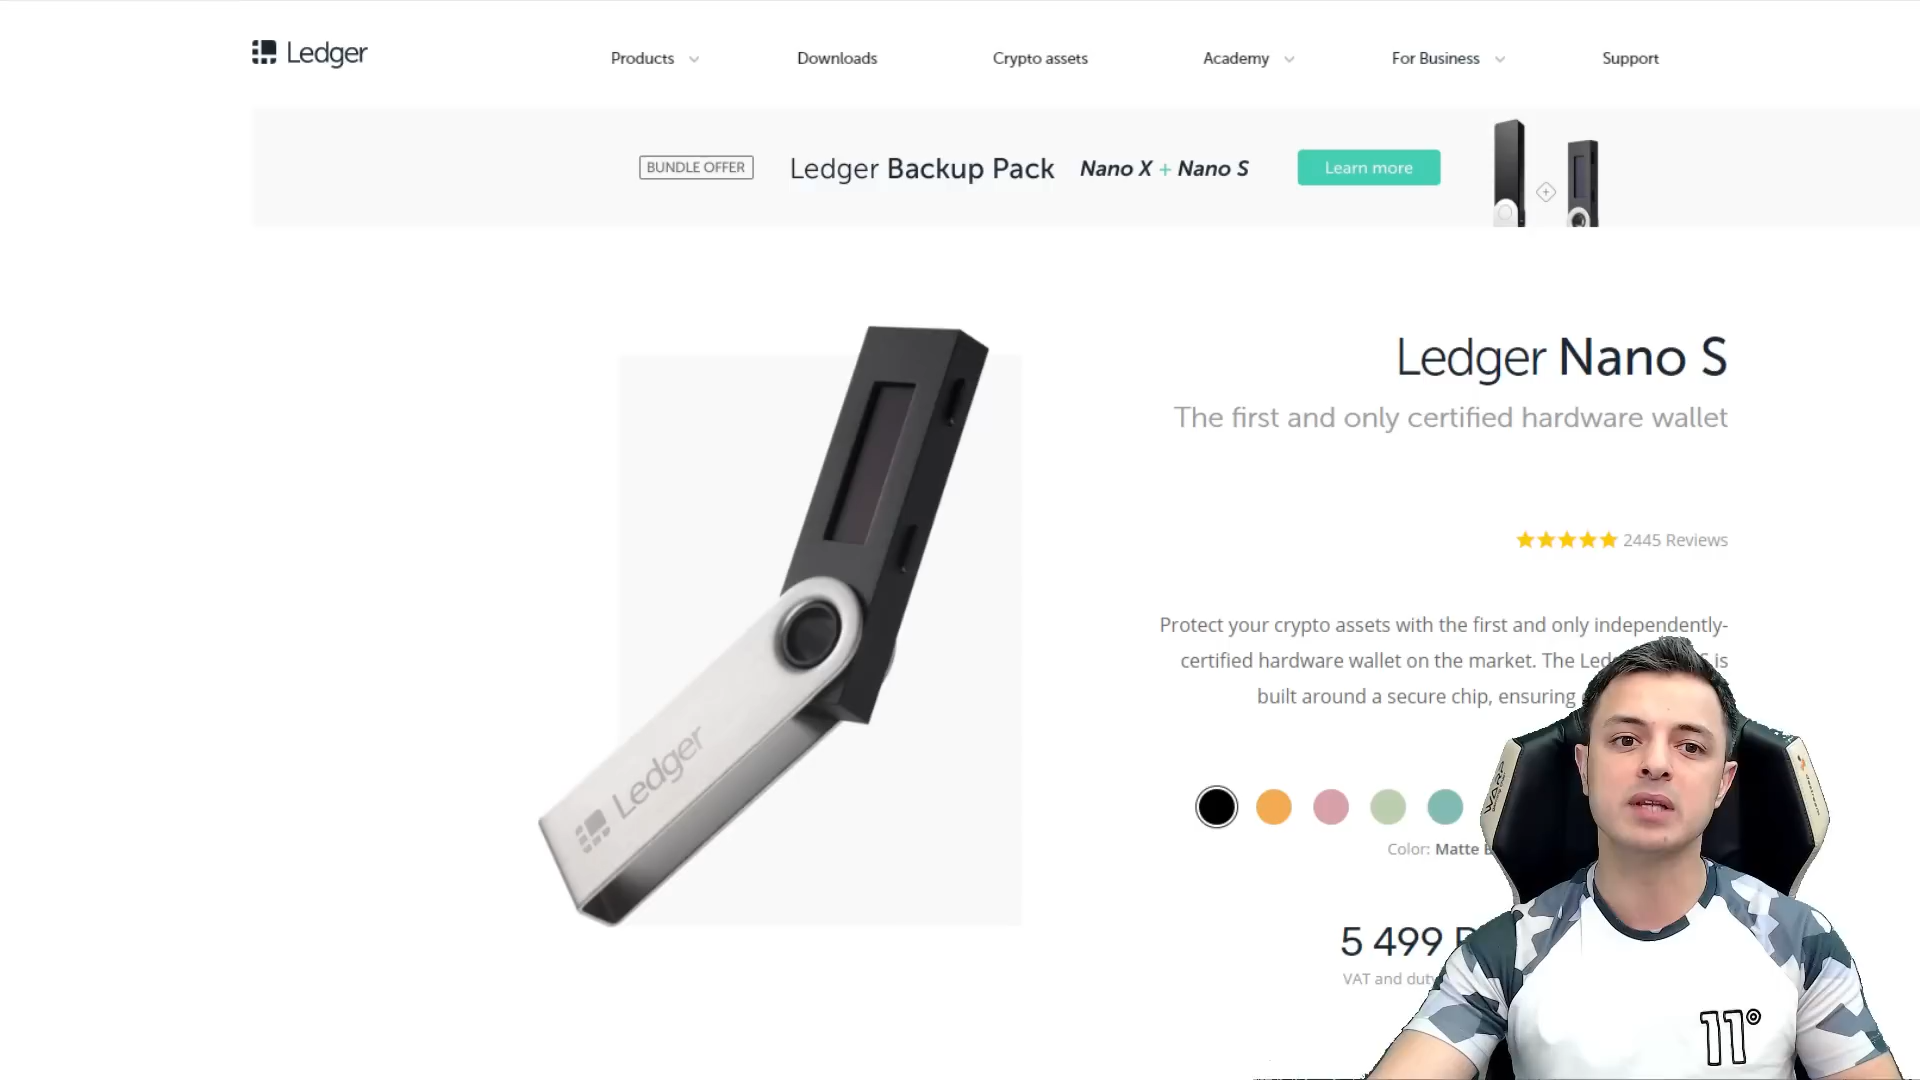 Ledger
Products
Downloads
Crypto assets
Academy
For Business
Support
BUNDLE OFFER
Ledger Backup Pack
Nano X + Nano S
Learn more
Ledger Nano S
The first and only certified hardware wallet
2445 Reviews
Protect your crypto assets with the first and only independently-
certified hardware wallet on the market. The is
built around a secure chip, ensuring
Color: Matte
5 499
VAT and
Ledger
11°